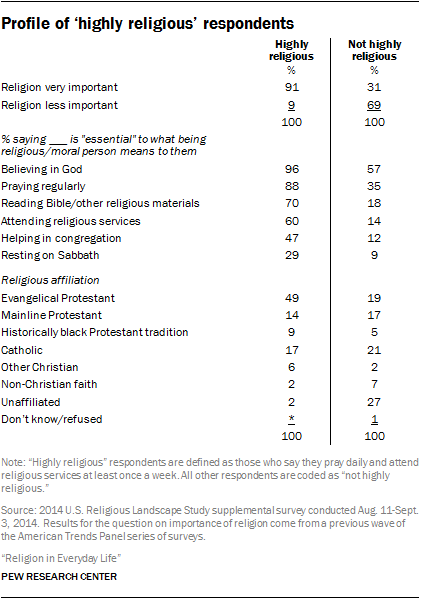 Profile of ‘highly religious’ respondents
Highly religious Not highly religious
% %
Religion very important 91 31
Religion less important 9 69
100 100
% saying ___ is "essential" to what being
religious/moral person means to them
Believing in God 96 57
Praying regularly 88 35
Reading Bible/other religious materials 70 18
Attending religious services 60 14
Helping in congregation 47 12
Resting on Sabbath 29 9
Religious affiliation
Evangelical Protestant 49 19
Mainline Protestant 14 17
Historically black Protestant tradition 9 5
Catholic 17 21
Other Christian 6 2
Non-Christian faith 2 7
Unaffiliated 2 27
Don’t know/refused * 1
100 100
Note: “Highly religious” respondents are defined as those who say they pray daily and attend
religious services at least once a week. All other respondents are coded as “not highly
religious.”
Source: 2014 U.S. Religious Landscape Study supplemental survey conducted Aug. 11-Sept.
3, 2014. Results for the question on importance of religion come from a previous wave of
the American Trends Panel series of surveys.
“Religion in Everyday Life”
PEW RESEARCH CENTER